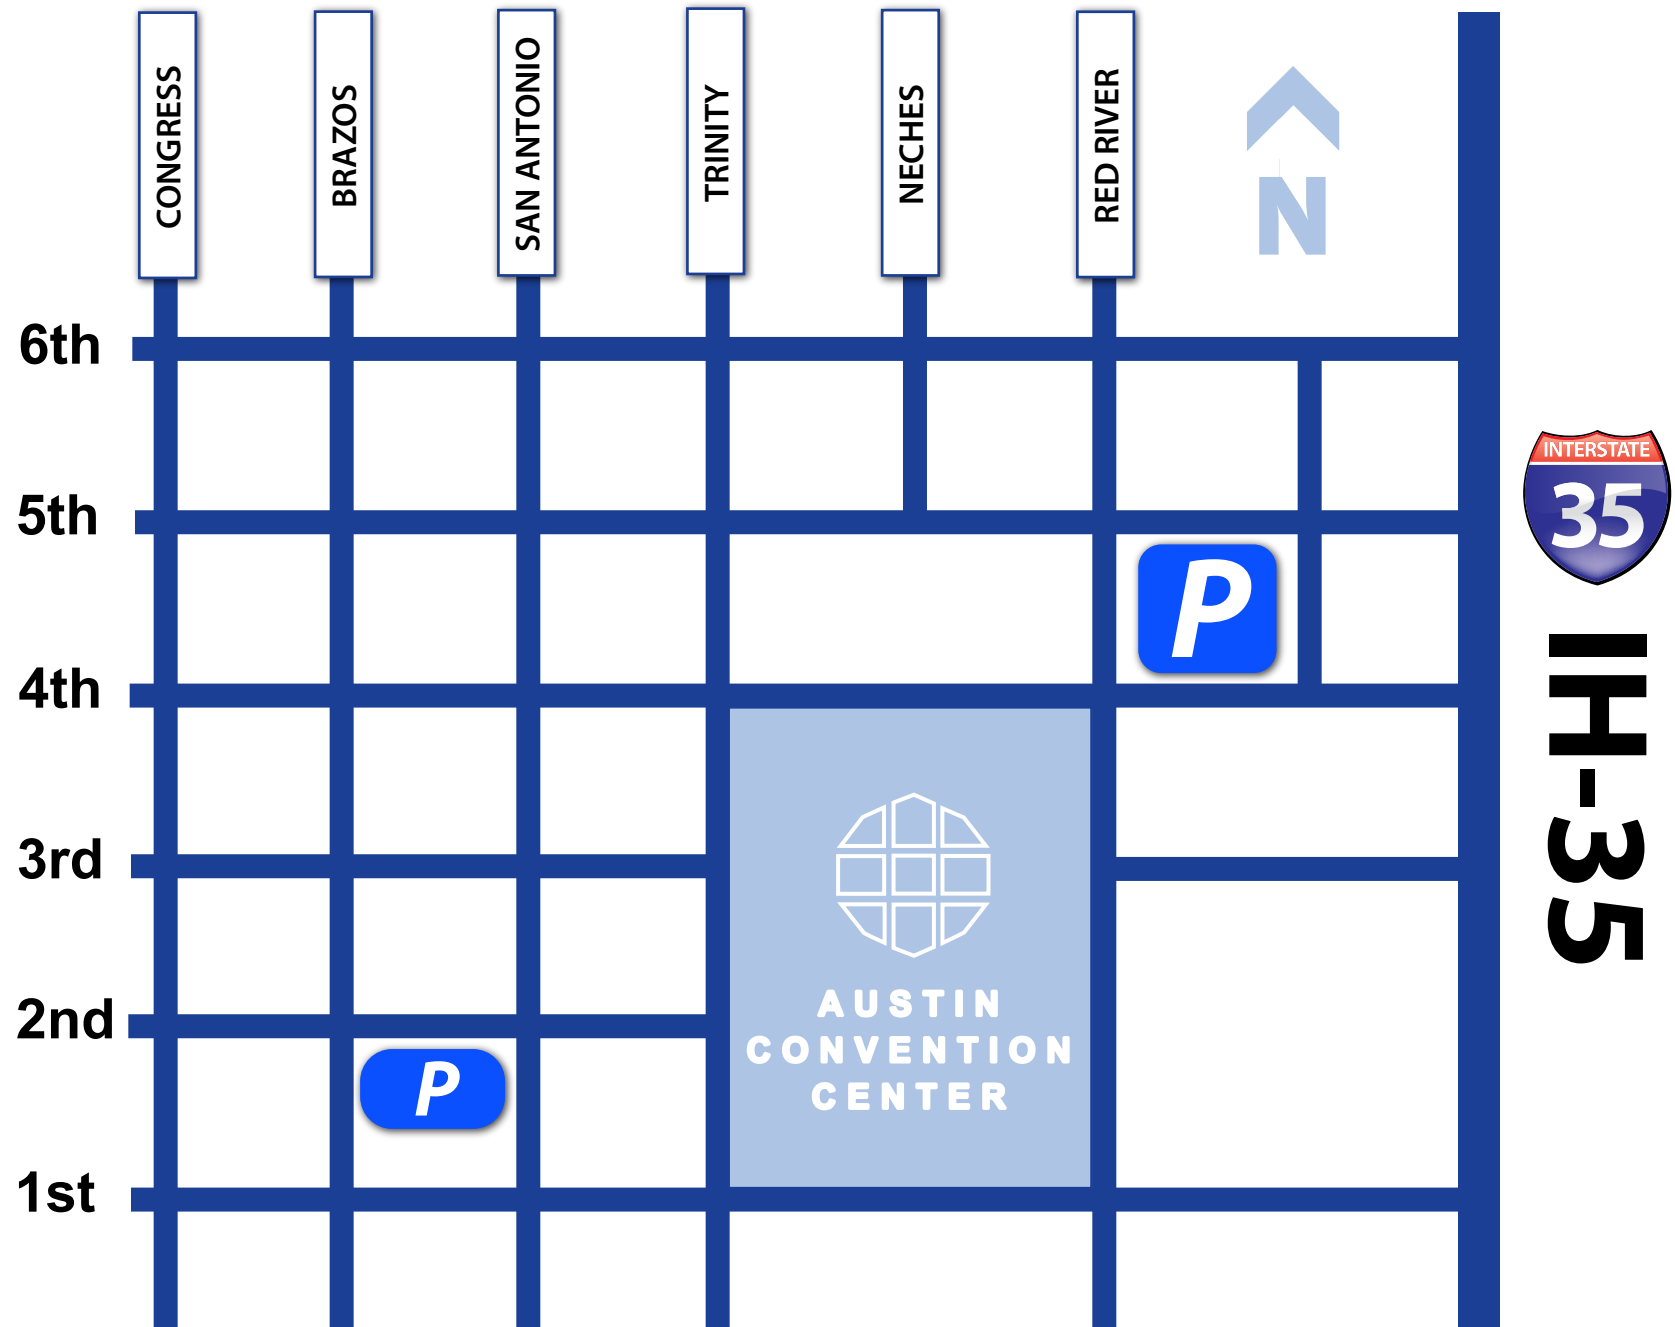 CONGRESS
BRAZOS
SAN ANTONIO
TRINITY
NECHES
RED RIVER
N
6th
5th
4th
3rd
2nd
1st
INTERSTATE
35
IH-35
P
AUSTIN
CONVENTION
CENTER
P